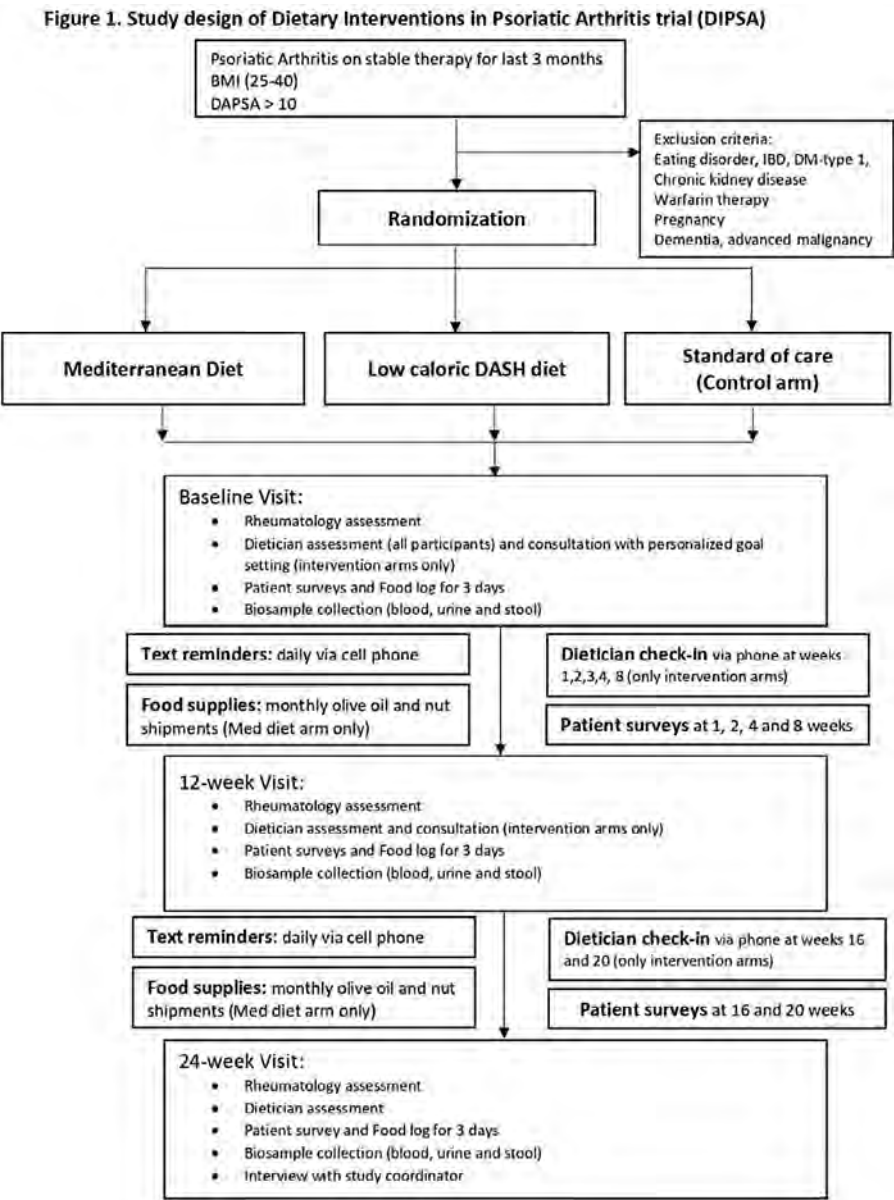 Figure 1. Study design of Dietary Interventions in Psoriatic Arthritis trial (DIPSA)
Psoriatic Arthritis on stable therapy for last 3 months
BMI (25-40)
DAPSA > 10
Exclusion criteria:
Eating disorder, IBD, DM-type 1,
Chronic kidney disease
Warfarin therapy
Pregnancy
Dementia, advanced malignancy
Randomization
Mediterranean Diet
Low caloric DASH diet
Standard of care
(Control arm)
Baseline Visit:
• Rheumatology assessment
• Dietician assessment (all participants) and consultation with personalized goal
setting (intervention arms only)
• Patient surveys and Food log for 3 days
• Biosample collection (blood, urine and stool)
Text reminders: daily via cell phone
Food supplies: monthly olive oil and nut
shipments (Med diet arm only)
Dietician check-in via phone at weeks
1,2,3,4, 8 (only intervention arms)
Patient surveys at 1, 2, 4 and 8 weeks
12-week Visit:
• Rheumatology assessment
• Dietician assessment and consultation (intervention arms only)
• Patient surveys and Food log for 3 days
• Biosample collection (blood, urine and stool)
Text reminders: daily via cell phone
Food supplies: monthly olive oil and nut
shipments (Med diet arm only)
Dietician check-in via phone at weeks 16
and 20 (only intervention arms)
Patient surveys at 16 and 20 weeks
24-week Visit:
• Rheumatology assessment
• Dietician assessment
• Patient survey and Food log for 3 days
• Biosample collection (blood, urine and stool)
• Interview with study coordinator